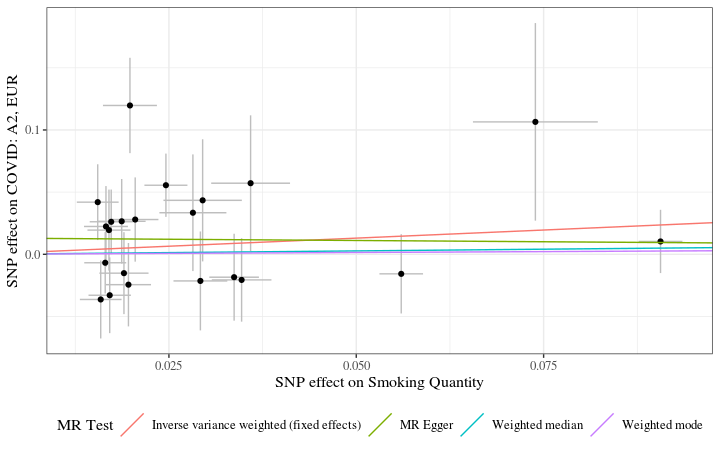 SNP effect on COVID: A2, EUR
0.1
0.0
0.025 0.050 0.075
SNP effect on Smoking Quantity
MR Test Inverse variance weighted (fixed effects) MR Egger Weighted median Weighted mode